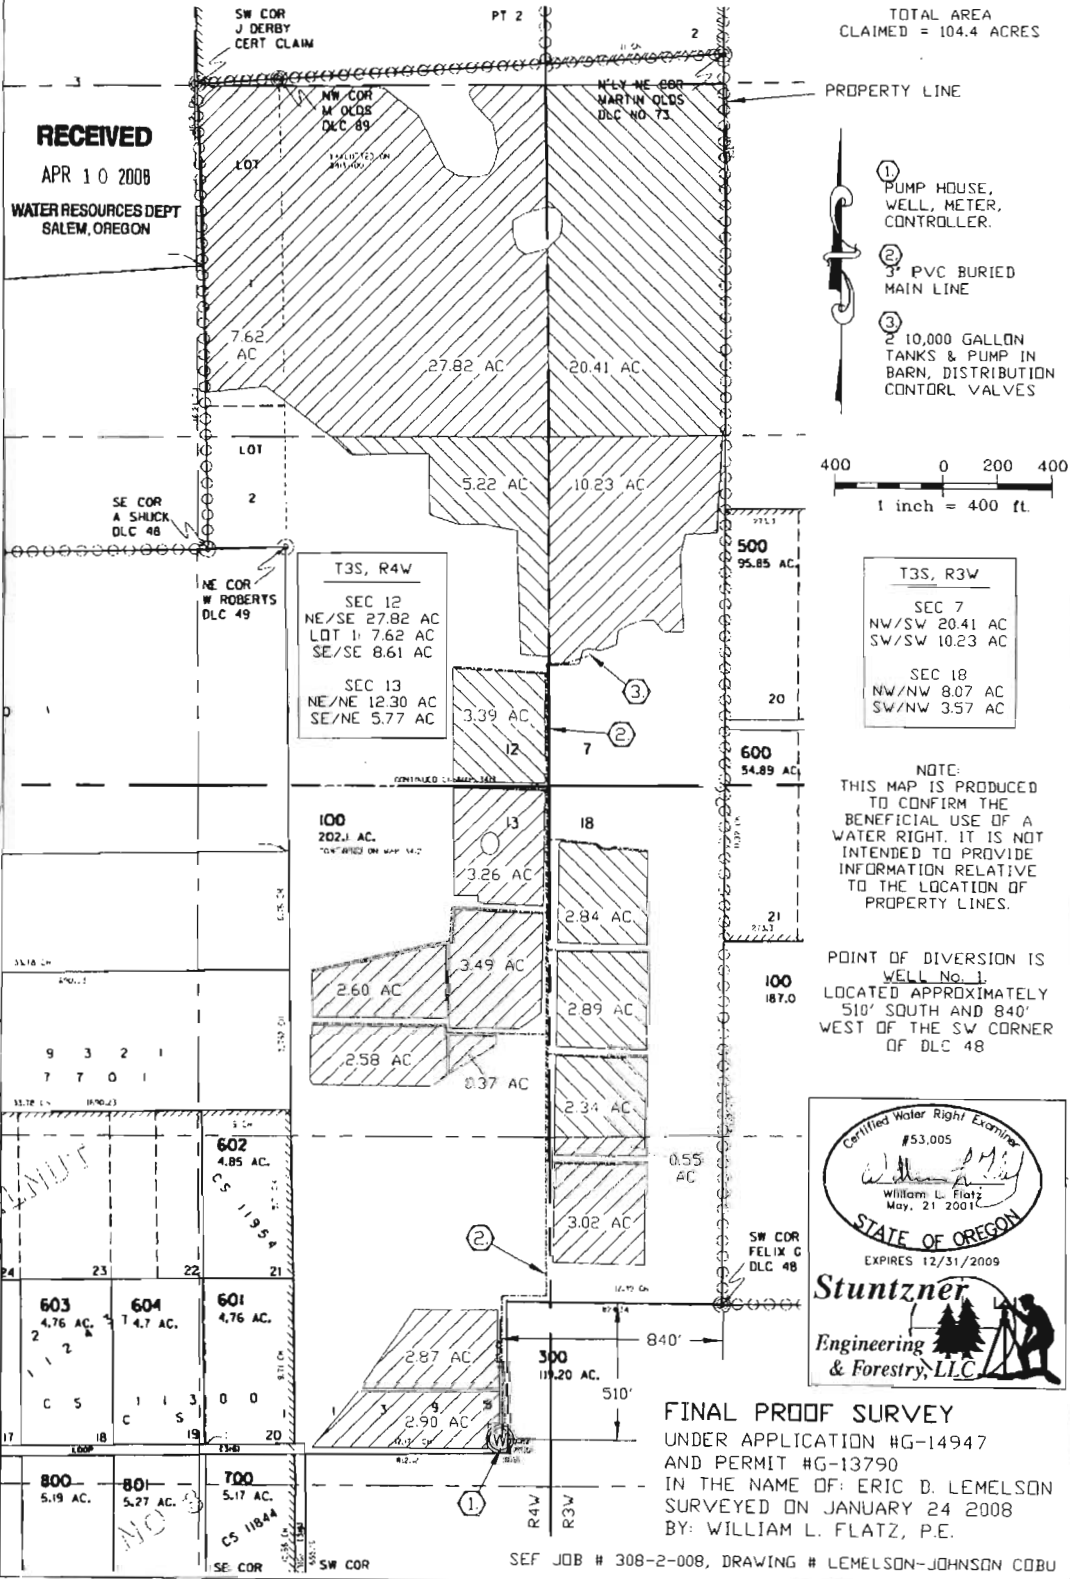 SW COR
J DERBY
CERT CLAIM
PT 2
2
3
TOTAL AREA
CLAIMED = 104.4 ACRES
PROPERTY LINE
NW COR
M OLDS
DLC 89
N'LY NE COR
MARTIN OLDS
DLC NO 73
RECEIVED
APR 10 2008
WATER RESOURCES DEPT
SALEM, OREGON
LOT
1
7.62
AC
27.82 AC
20.41 AC
1.
PUMP HOUSE,
WELL, METER,
CONTROLLER.
2.
3" PVC BURIED
MAIN LINE
3.
2 10,000 GALLON
TANKS & PUMP IN
BARN, DISTRIBUTION
CONTORL VALVES
LOT
2
5.22 AC
10.23 AC
400 0 200 400
1 inch = 400 ft.
SE COR
A SHUCK
DLC 48
NE COR
W ROBERTS
DLC 49
T3S, R4W
SEC 12
NE/SE 27.82 AC
LOT 1: 7.62 AC
SE/SE 8.61 AC
SEC 13
NE/NE 12.30 AC
SE/NE 5.77 AC
500
95.85 AC.
20
T3S, R3W
SEC 7
NW/SW 20.41 AC
SW/SW 10.23 AC
SEC 18
NW/NW 8.07 AC
SW/NW 3.57 AC
3.
2.
3.39 AC
12
7
600
54.89 AC.
21
100
202.1 AC.
13
18
3.26 AC
2.84 AC
3.49 AC
2.60 AC
2.89 AC
2.58 AC
0.37 AC
2.34 AC
0.55
AC
3.02 AC
100
187.0
NOTE:
THIS MAP IS PRODUCED
TO CONFIRM THE
BENEFICIAL USE OF A
WATER RIGHT. IT IS NOT
INTENDED TO PROVIDE
INFORMATION RELATIVE
TO THE LOCATION OF
PROPERTY LINES.
POINT OF DIVERSION IS
WELL No. 1.
LOCATED APPROXIMATELY
510' SOUTH AND 840'
WEST OF THE SW CORNER
OF DLC 48
9 3 2 1
7 7 0 1
602
4.85 AC.
CS 11954
24 23 22 21
603
4.76 AC.
604
4.7 AC.
601
4.76 AC.
17 18 19 20
LOOP
800
5.19 AC.
801
5.27 AC.
700
5.17 AC.
CS 11844
SE COR
SW COR
2.
SW COR
FELIX G
DLC 48
840'
510'
300
119.20 AC.
2.87 AC
2.90 AC
W
1.
R4W
R3W
Certified Water Right Examiner
#53,005
William L. Flatz
May, 21 2001
STATE OF OREGON
EXPIRES 12/31/2009
Stuntzner
Engineering
& Forestry, LLC
FINAL PROOF SURVEY
UNDER APPLICATION #G-14947
AND PERMIT #G-13790
IN THE NAME OF: ERIC D. LEMELSON
SURVEYED ON JANUARY 24 2008
BY: WILLIAM L. FLATZ, P.E.
SEF JOB # 308-2-008, DRAWING # LEMELSON-JOHNSON COBU